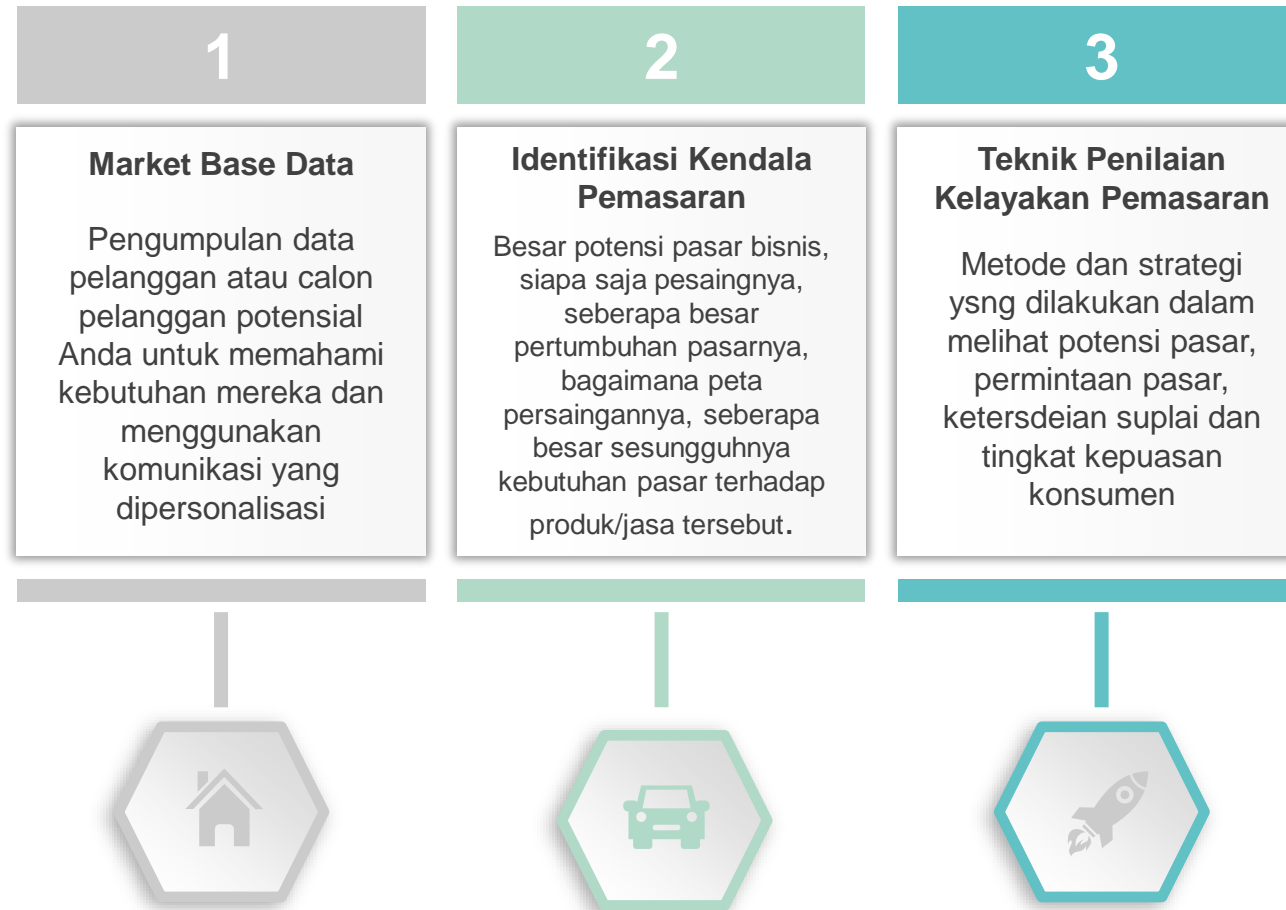 1
Market Base Data
Pengumpulan data
pelanggan atau calon
pelanggan potensial
Anda untuk memahami
kebutuhan mereka dan
menggunakan
komunikasi yang
dipersonalisasi
2
Identifikasi Kendala
Pemasaran
Besar potensi pasar bisnis,
siapa saja pesaingnya,
seberapa besar
pertumbuhan pasarnya,
bagaimana peta
persaingannya, seberapa
besar sesungguhnya
kebutuhan pasar terhadap
produk/jasa tersebut.
3
Teknik Penilaian
Kelayakan Pemasaran
Metode dan strategi
ysng dilakukan dalam
melihat potensi pasar,
permintaan pasar,
ketersdeian suplai dan
tingkat kepuasan
konsumen